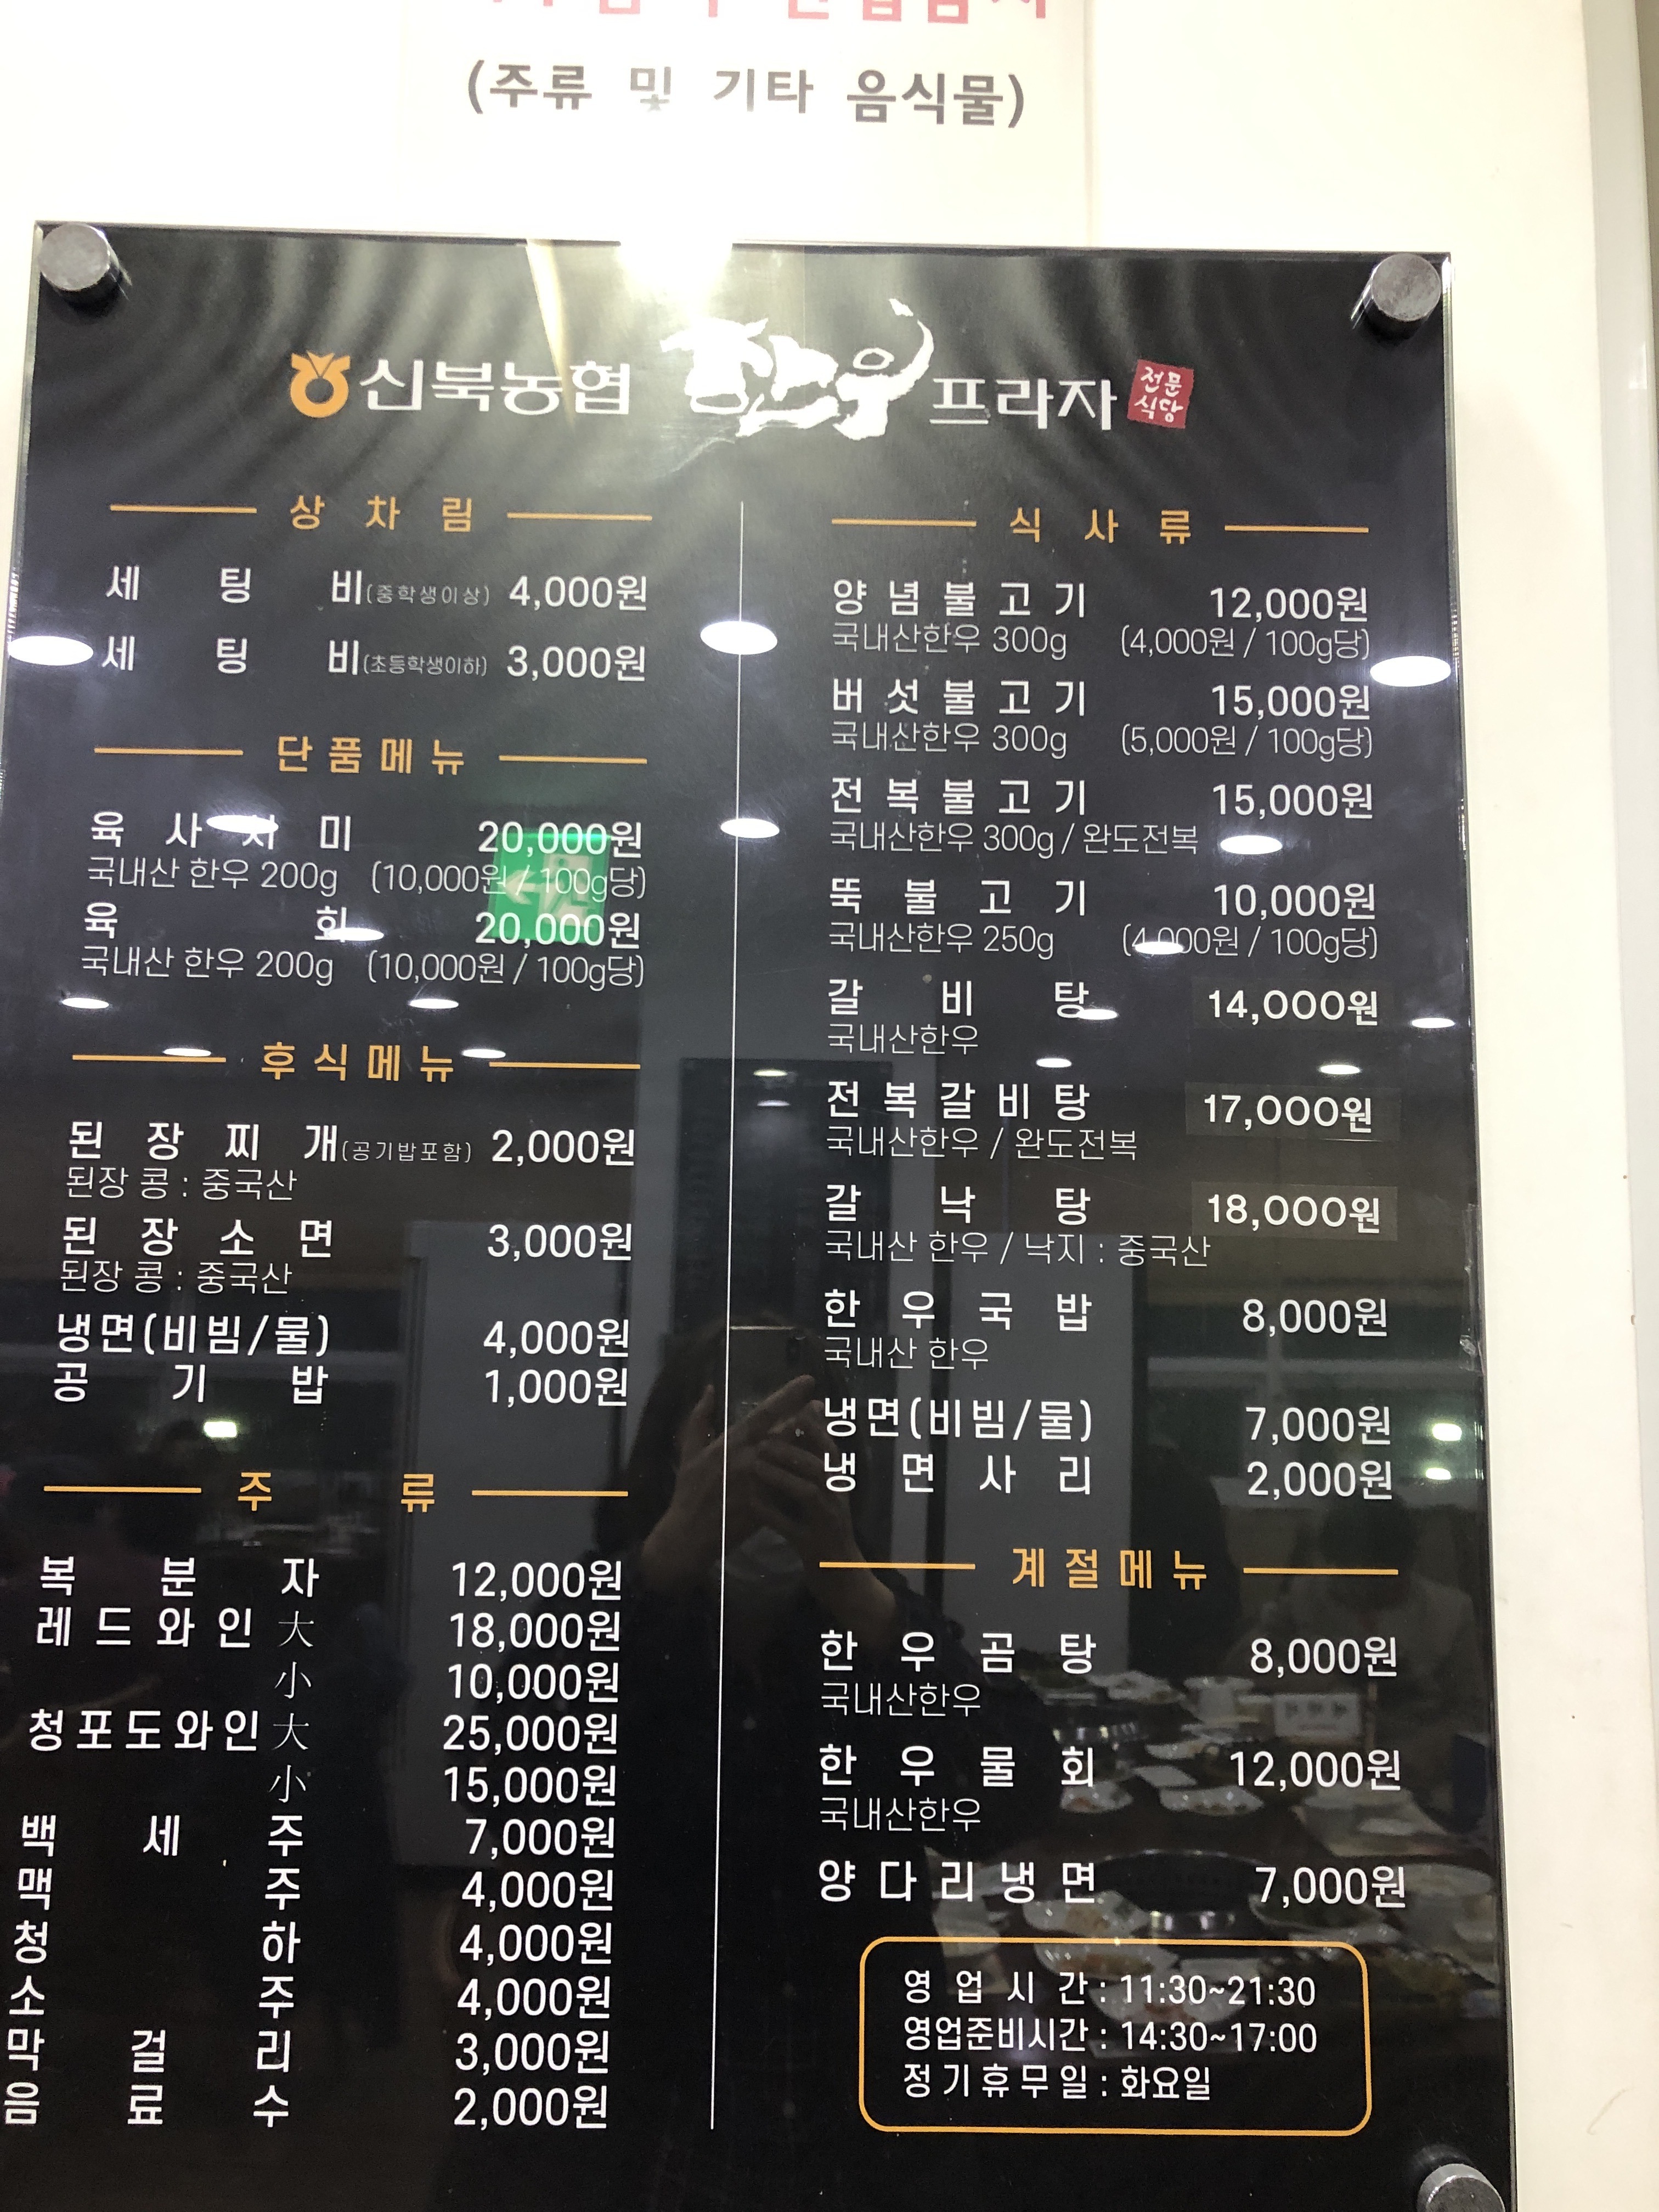 (주류 및 기타 음식물)
신북농협 한우 프라자 전문식당
상차림
세팅비(중학생이상) 4,000원
세팅비(초등학생이하) 3,000원
단품메뉴
육사시미 20,000원
국내산 한우 200g (10,000원 / 100g당)
육회 20,000원
국내산 한우 200g (10,000원 / 100g당)
후식메뉴
된장찌개(공기밥포함) 2,000원
된장 콩 : 중국산
된장소면 3,000원
된장 콩 : 중국산
냉면(비빔/물) 4,000원
공기밥 1,000원
주류
복분자 12,000원
레드와인 大 18,000원
小 10,000원
청포도와인 大 25,000원
小 15,000원
백세주 7,000원
맥주 4,000원
청하 4,000원
소주 4,000원
막걸리 3,000원
음료수 2,000원
식사류
양념불고기 12,000원
국내산한우 300g (4,000원 / 100g당)
버섯불고기 15,000원
국내산한우 300g (5,000원 / 100g당)
전복불고기 15,000원
국내산한우 300g / 완도전복
뚝불고기 10,000원
국내산한우 250g (4,000원 / 100g당)
갈비탕 14,000원
국내산한우
전복갈비탕 17,000원
국내산한우 / 완도전복
갈낙탕 18,000원
국내산 한우 / 낙지 : 중국산
한우국밥 8,000원
국내산 한우
냉면(비빔/물) 7,000원
냉면사리 2,000원
계절메뉴
한우곰탕 8,000원
국내산한우
한우물회 12,000원
국내산한우
양다리냉면 7,000원
영업시간 : 11:30~21:30
영업준비시간 : 14:30~17:00
정기휴무일 : 화요일